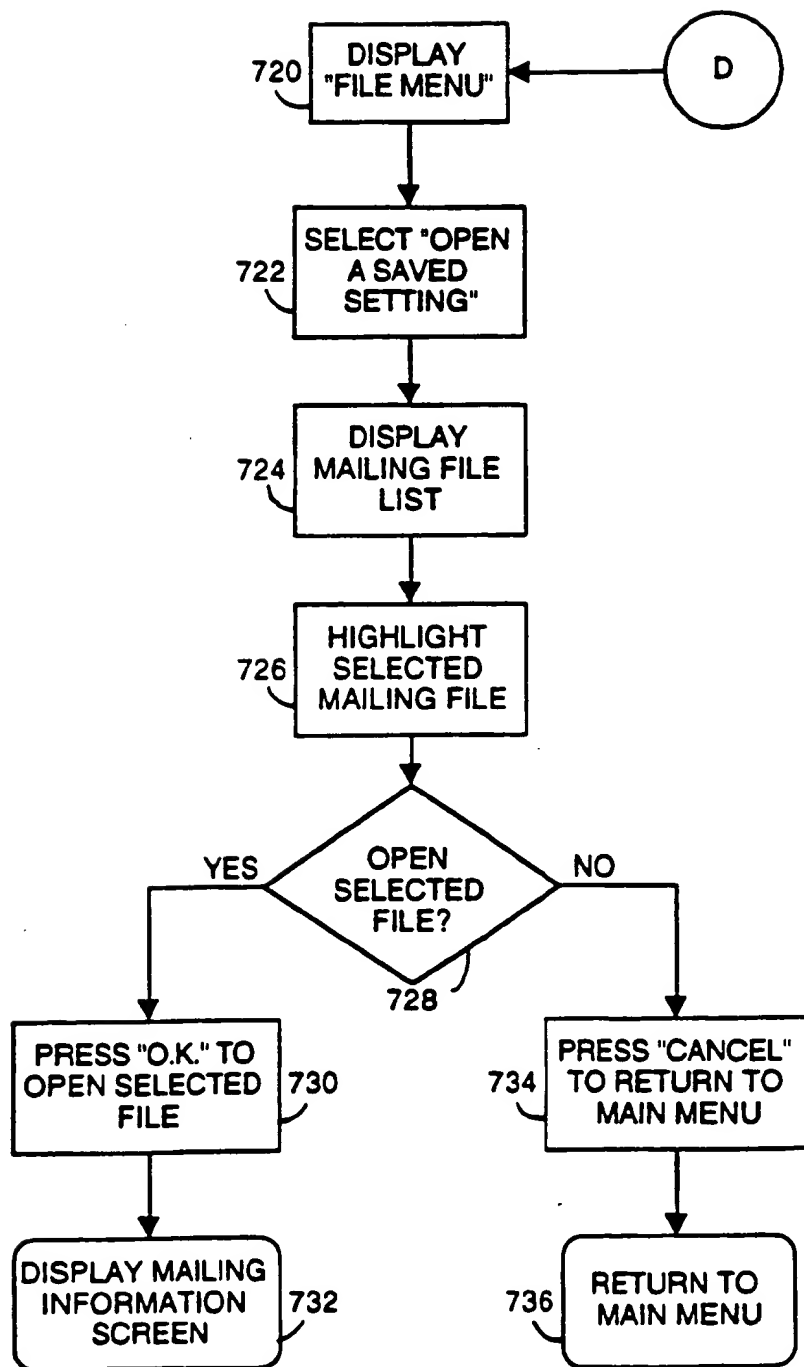 DISPLAY
"FILE MENU"
720
D
SELECT "OPEN
A SAVED
SETTING"
722
DISPLAY
MAILING FILE
LIST
724
HIGHLIGHT
SELECTED
MAILING FILE
726
YES
OPEN
SELECTED
FILE?
NO
728
PRESS "O.K." TO
OPEN SELECTED
FILE
730
734
PRESS "CANCEL"
TO RETURN TO
MAIN MENU
DISPLAY MAILING
INFORMATION
SCREEN
732
736
RETURN TO
MAIN MENU